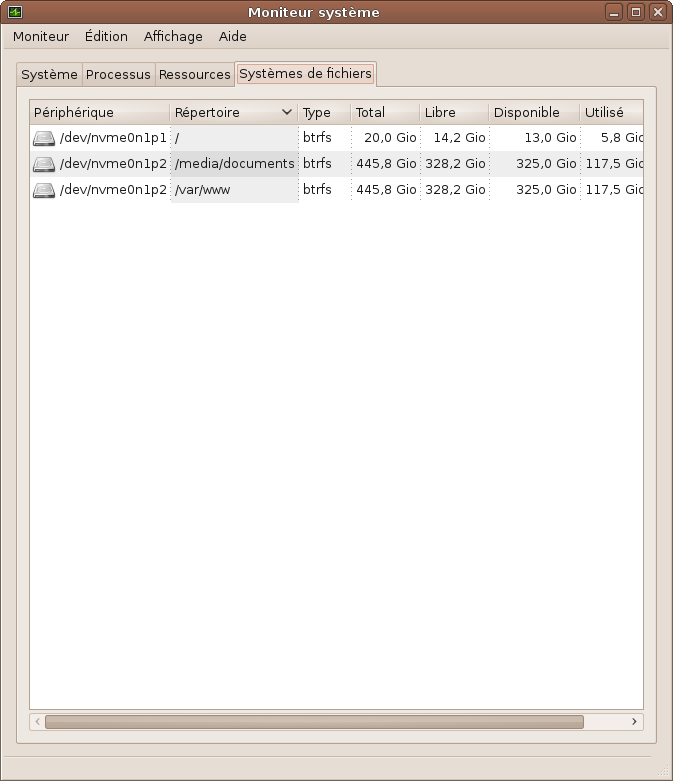 Moniteur système
Moniteur Édition Affichage Aide
Système Processus Ressources Systèmes de fichiers
Périphérique Répertoire Type Total Libre Disponible Utilisé
/dev/nvme0n1p1 / btrfs 20,0 Gio 14,2 Gio 13,0 Gio 5,8 Gio
/dev/nvme0n1p2 /media/documents btrfs 445,8 Gio 328,2 Gio 325,0 Gio 117,5 Gio
/dev/nvme0n1p2 /var/www btrfs 445,8 Gio 328,2 Gio 325,0 Gio 117,5 Gio